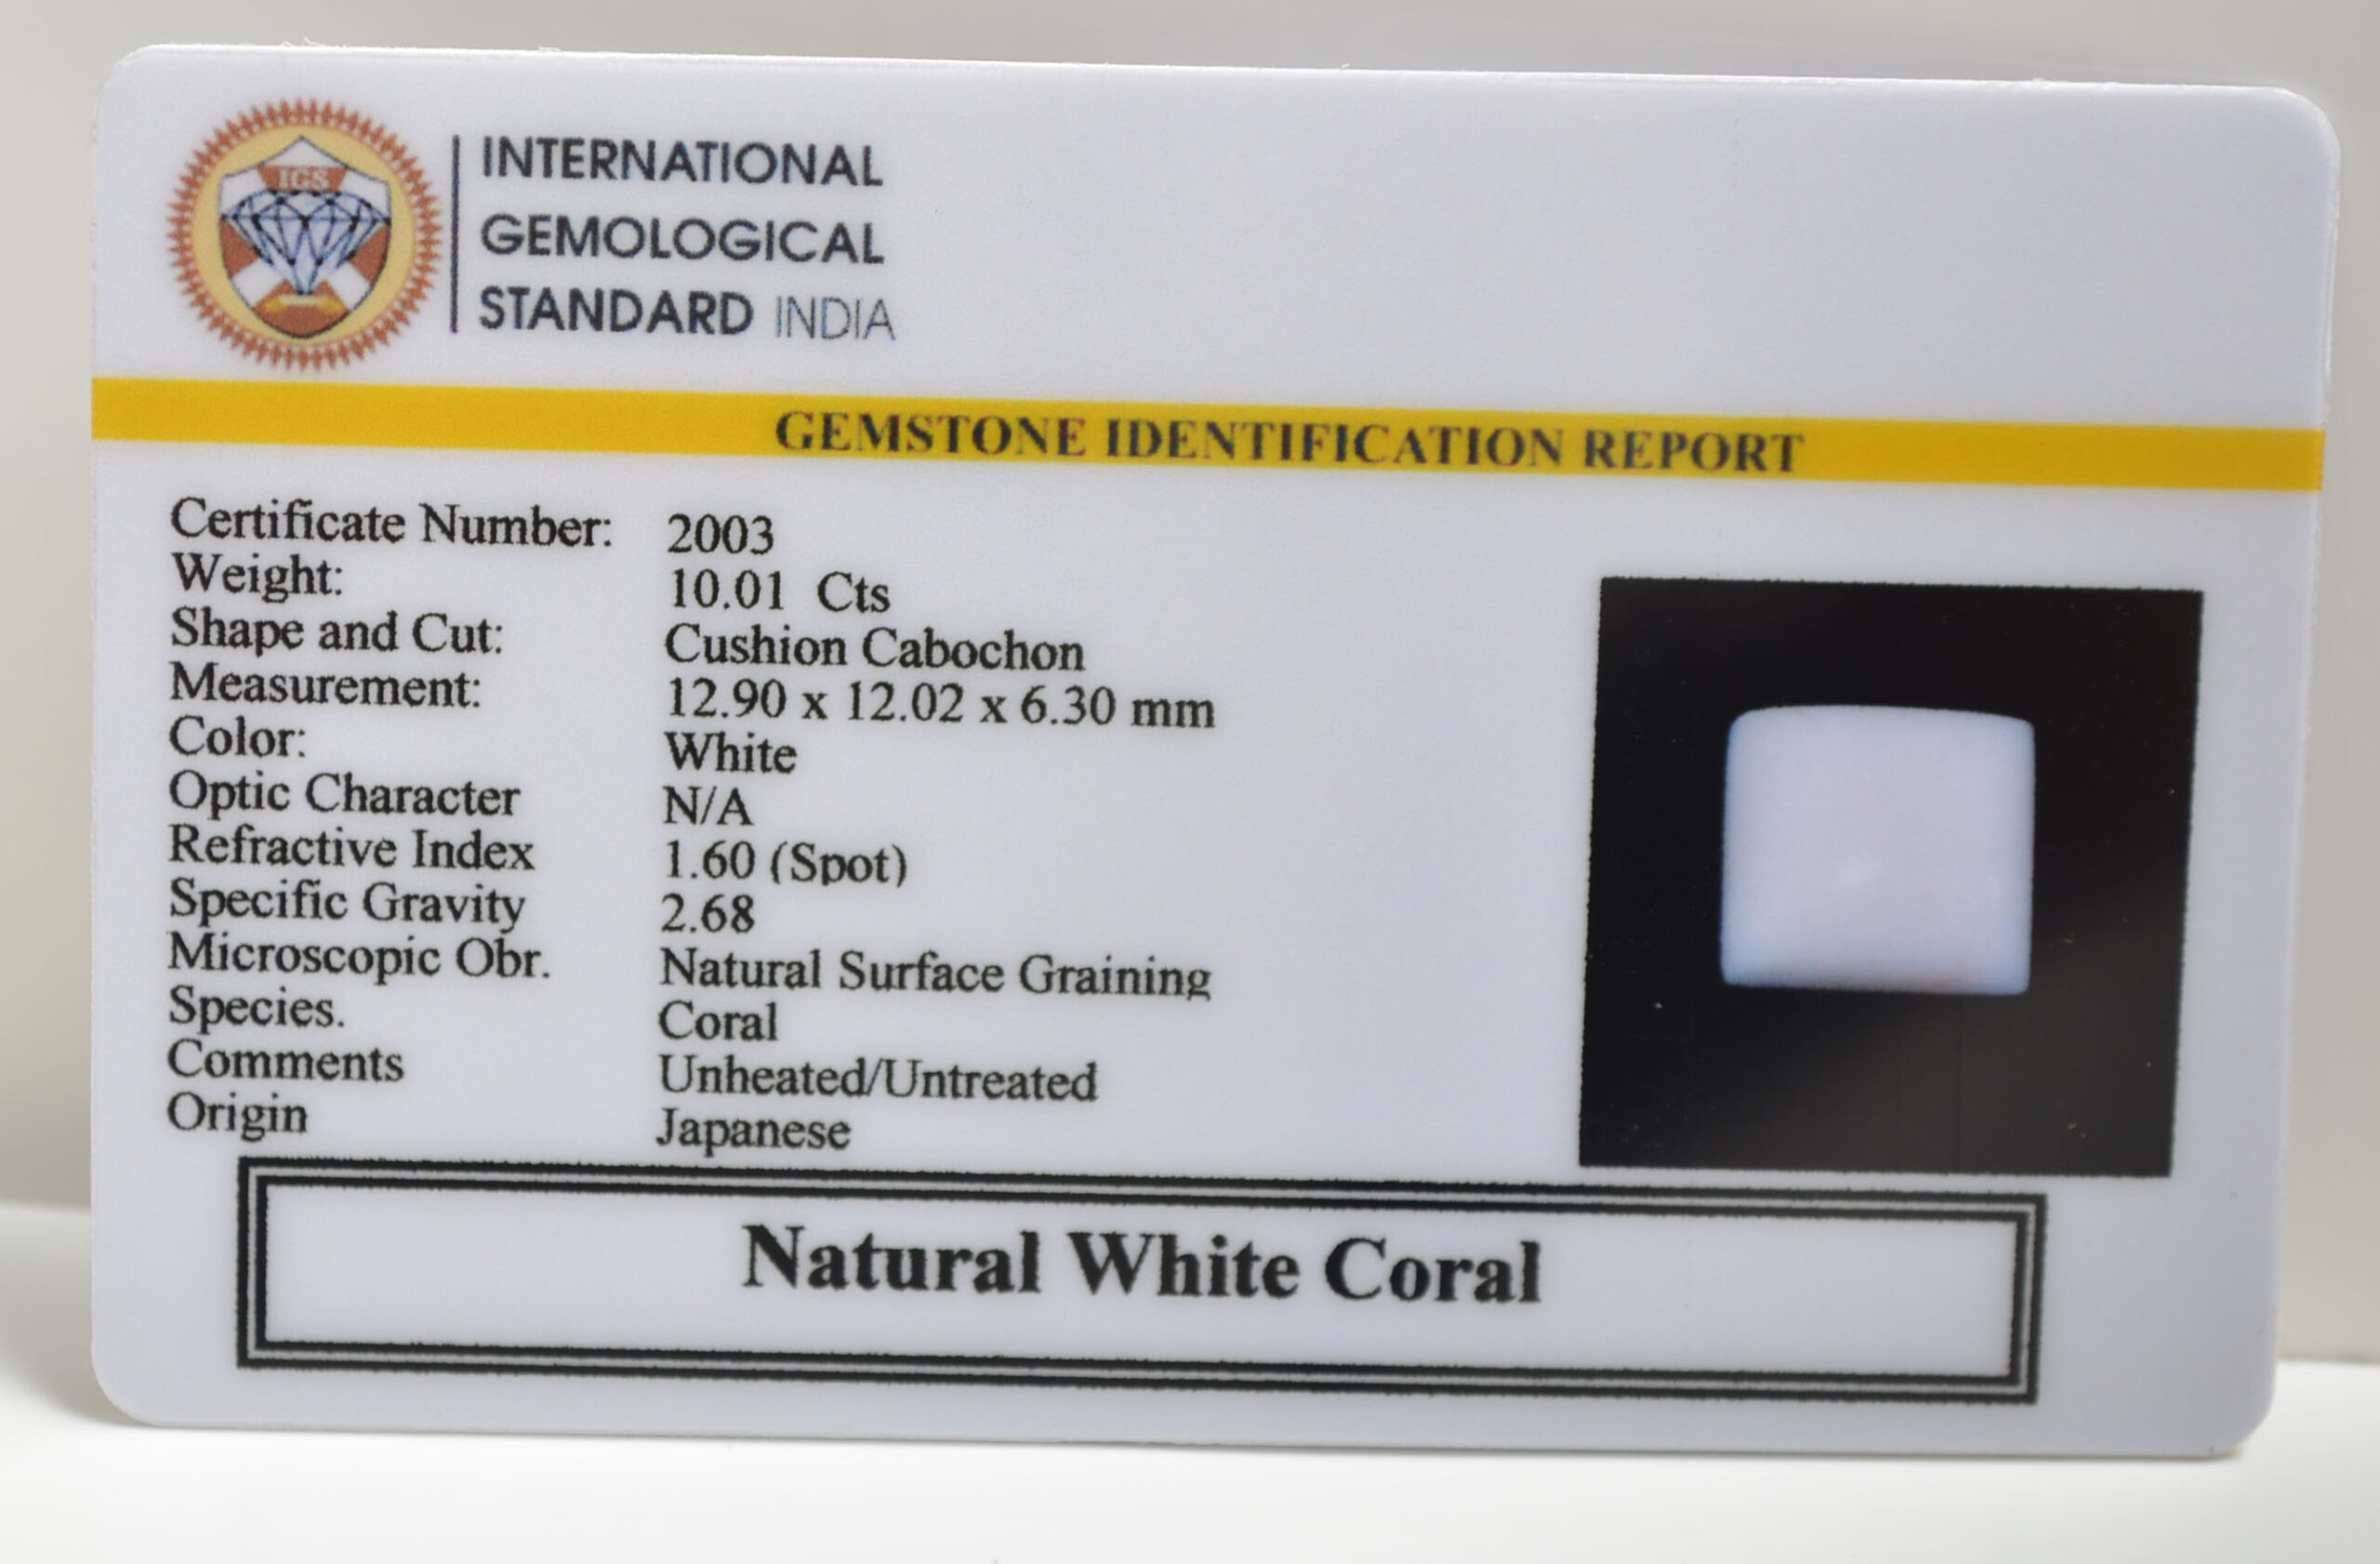 IGS
INTERNATIONAL
GEMOLOGICAL
STANDARD INDIA
GEMSTONE IDENTIFICATION REPORT
Certificate Number: 2003
Weight: 10.01 Cts
Shape and Cut: Cushion Cabochon
Measurement: 12.90 x 12.02 x 6.30 mm
Color: White
Optic Character N/A
Refractive Index 1.60 (Spot)
Specific Gravity 2.68
Microscopic Obr. Natural Surface Graining
Species. Coral
Comments Unheated/Untreated
Origin Japanese
Natural White Coral